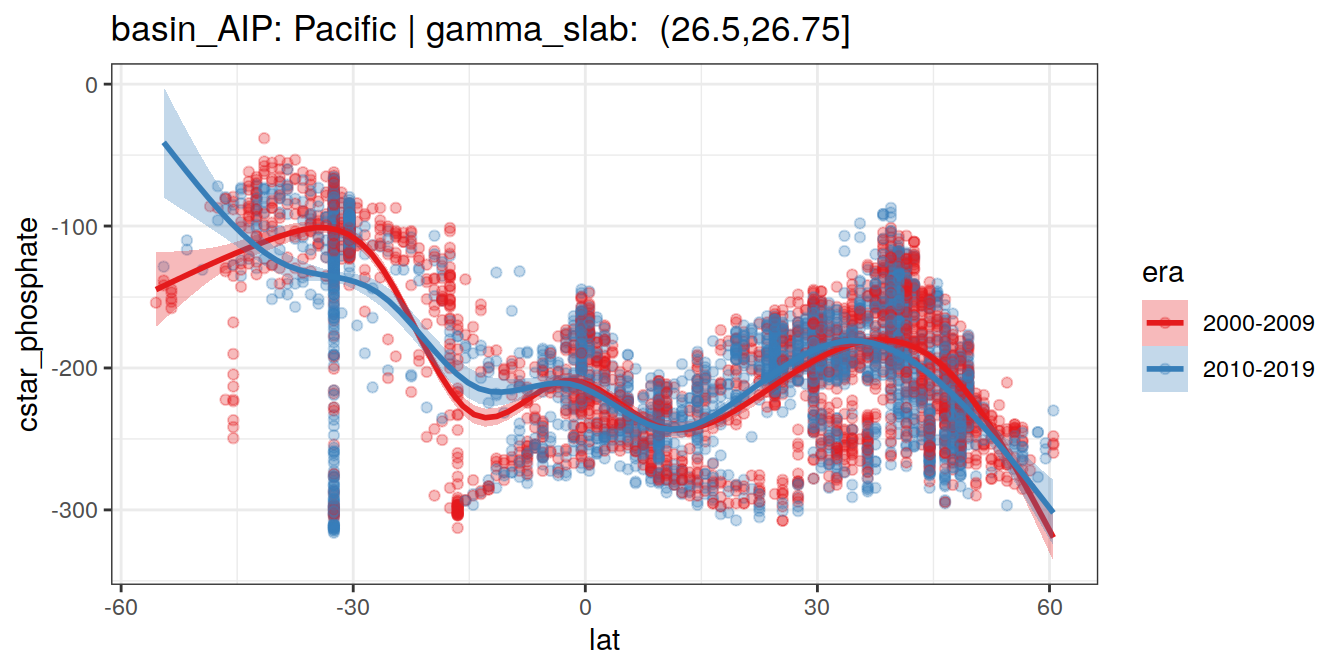 basin_AIP: Pacific | gamma_slab:  (26.5,26.75]
cstar_phosphate
0
-100
-200
-300
-60
-30
0
30
60
lat
era
2000-2009
2010-2019